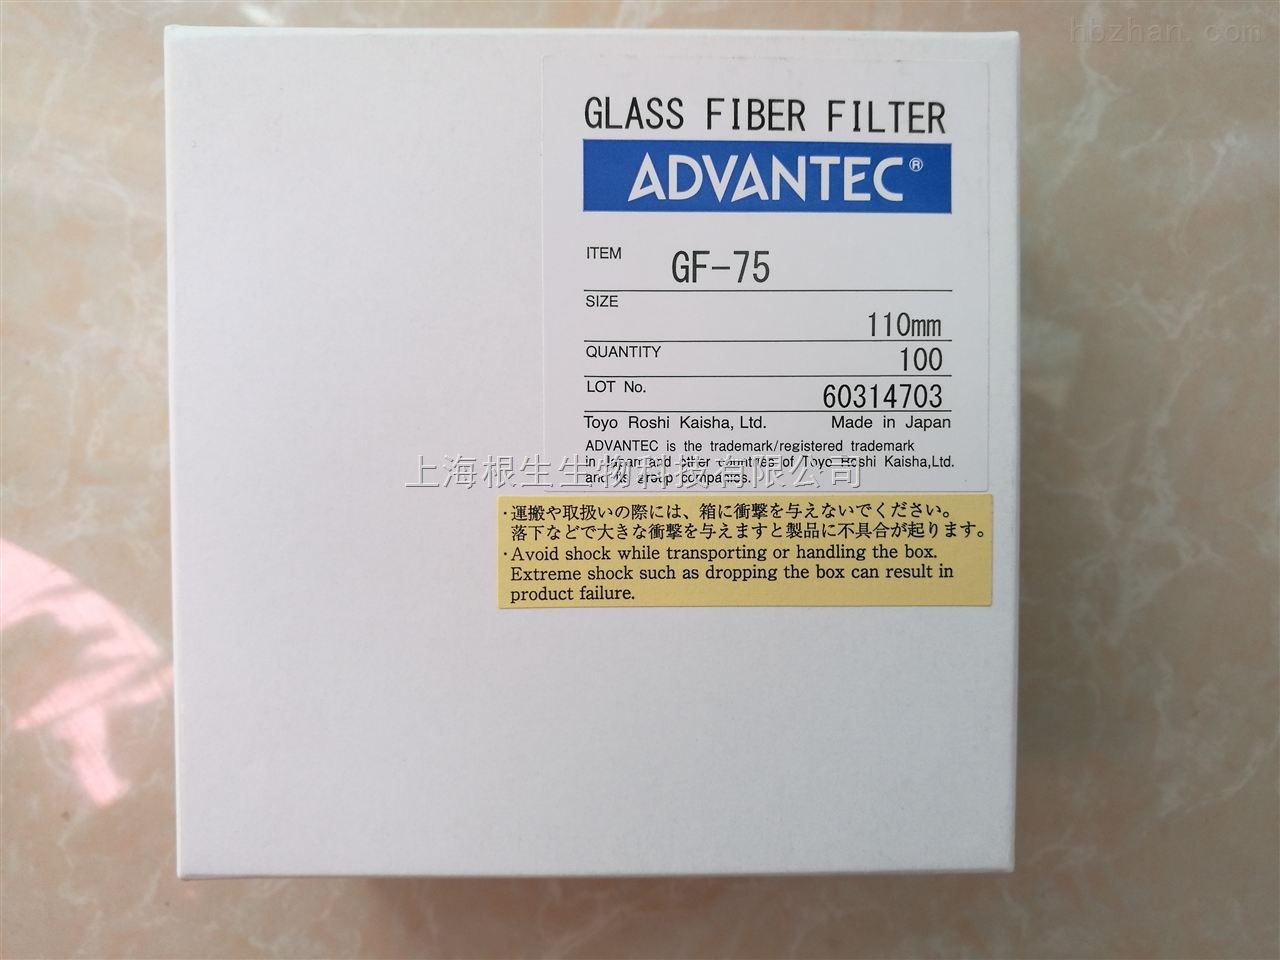 hbzhan.com
GLASS FIBER FILTER
ADVANTEC®
ITEM GF-75
SIZE 110mm
QUANTITY 100
LOT No. 60314703
Toyo Roshi Kaisha, Ltd. Made in Japan
ADVANTEC is the trademark/registered trademark
in Japan and other countries of Toyo Roshi Kaisha,Ltd.
and its group companies.
上海根生生物科技有限公司
・運搬や取扱いの際には、箱に衝撃を与えないでください。
落下などで大きな衝撃を与えますと製品に不具合が起ります。
・Avoid shock while transporting or handling the box.
Extreme shock such as dropping the box can result in
product failure.